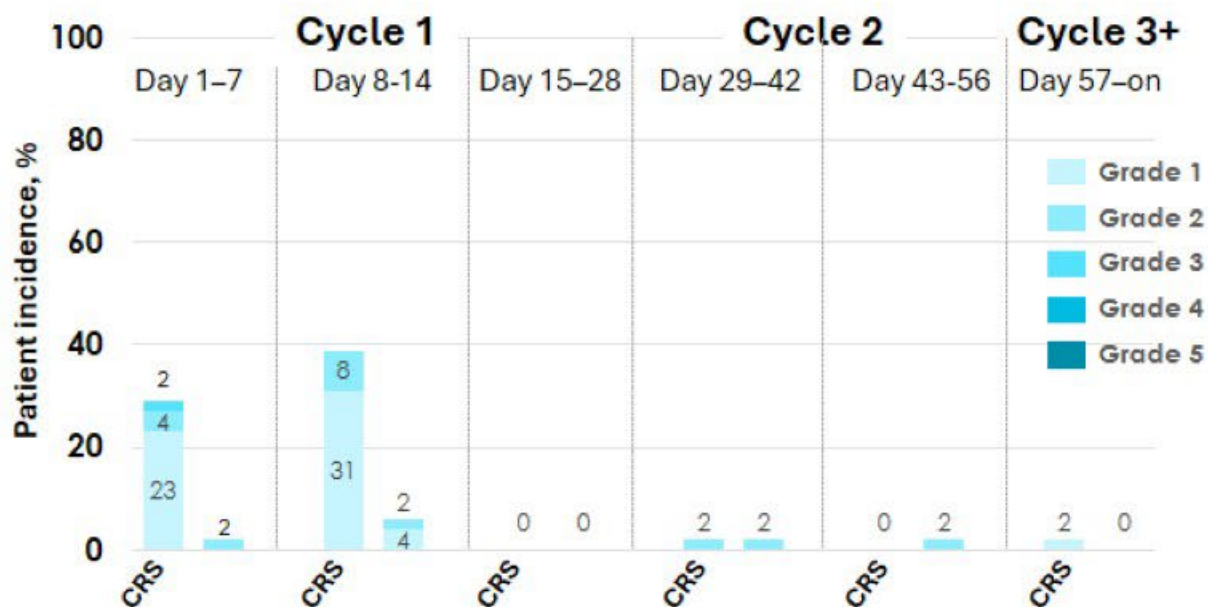 Cycle 1 Cycle 2 Cycle 3+
Day 1–7 Day 8-14 Day 15–28 Day 29–42 Day 43-56 Day 57–on
Patient incidence, %
100
80
60
40
20
0
Grade 1
Grade 2
Grade 3
Grade 4
Grade 5
2
4
23
2
8
31
2
4
0 0
2 2
0 2
2 0
CRS CRS CRS CRS CRS CRS